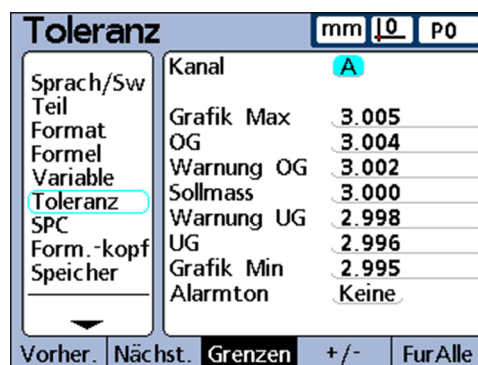 Toleranz mm 0 P0
Sprach/Sw
Teil
Format
Formel
Variable
Toleranz
SPC
Form.-kopf
Speicher
Kanal A
Grafik Max 3.005
OG 3.004
Warnung OG 3.002
Sollmass 3.000
Warnung UG 2.998
UG 2.996
Grafik Min 2.995
Alarmton Keine
Vorher. Nächst. Grenzen +/- FurAlle